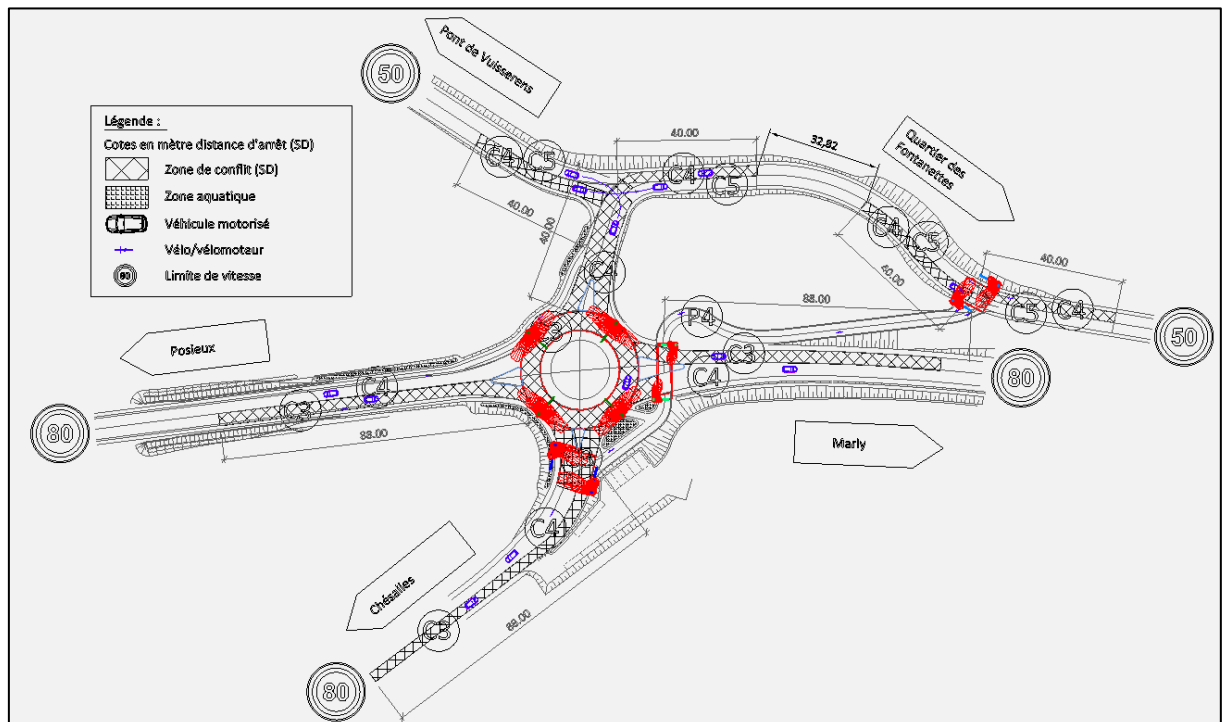 Pont de Vuisserens
50
Légende :
Cotes en mètre distance d'arrêt (SD)
Zone de conflit (SD)
Zone aquatique
Véhicule motorisé
Vélo/vélomoteur
80
Limite de vitesse
C4
C5
40.00
C4
C5
32,82
Quartier des
Fontanettes
40.00
40.00
C4
C5
40.00
40.00
C5
C4
50
C4
88.00
P4
C3
C4
80
Posieux
C4
C3
80
88.00
Marly
C4
Chésalles
C3
88.00
80